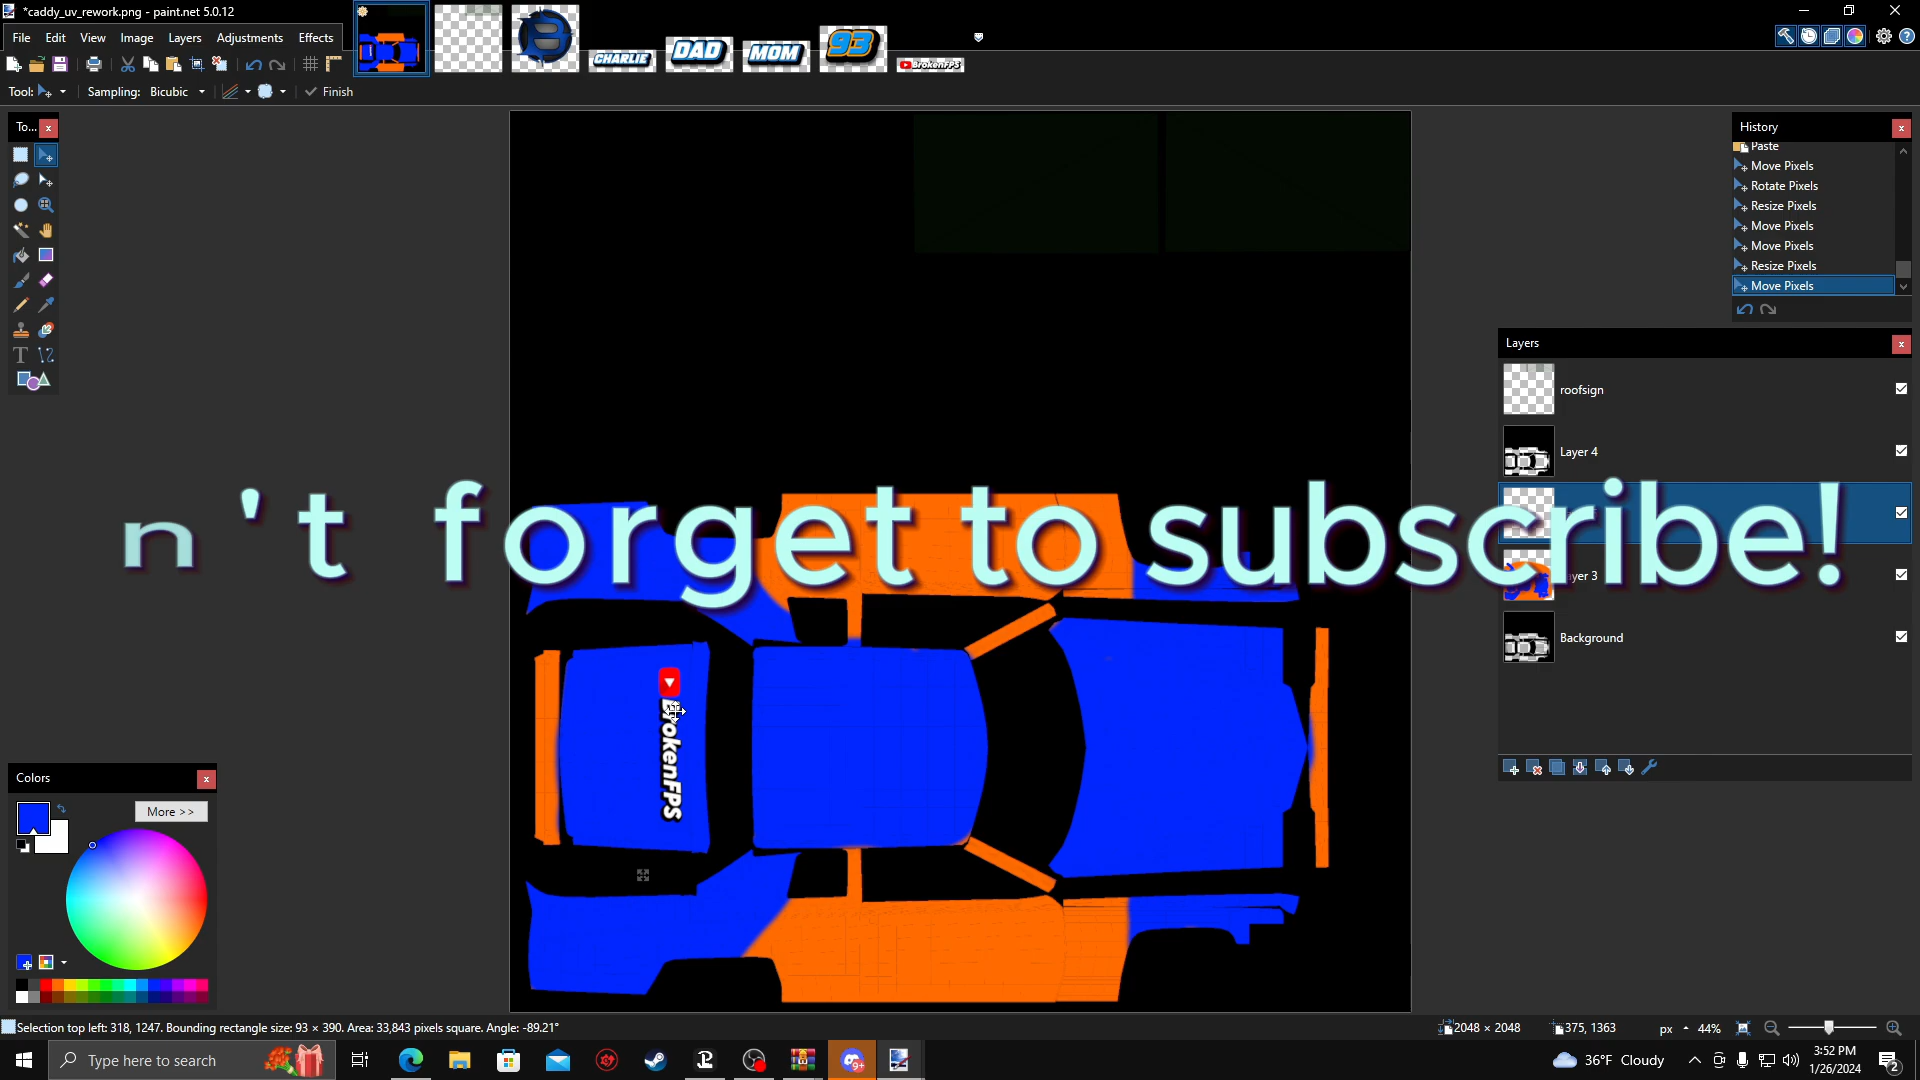 *caddy_uv_rework.png - paint.net 5.0.12
File Edit View Image Layers Adjustments Effects
CHARLIE DAD MOM 93 BrokenFPS
Tool: Sampling: Bicubic Finish
To...
History
Paste
Move Pixels
Rotate Pixels
Resize Pixels
Move Pixels
Move Pixels
Resize Pixels
Move Pixels
Layers
roofsign
Layer 4
n't forget to subscribe!
yer 3
Background
BrokenFPS
Colors
More >>
Selection top left: 318, 1247. Bounding rectangle size: 93 × 390. Area: 33,843 pixels square. Angle: -89.21°
2048 × 2048 375, 1363 px 44%
Type here to search
9+
36°F Cloudy
3:52 PM
1/26/2024
2